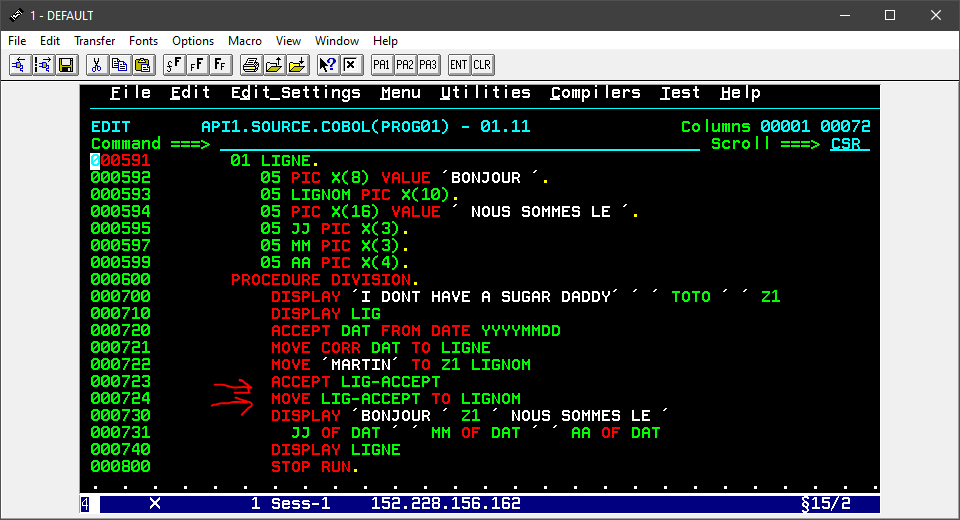 1 - DEFAULT
File Edit Transfer Fonts Options Macro View Window Help
PA1 PA2 PA3 ENT CLR
File Edit Edit_Settings Menu Utilities Compilers Test Help
EDIT API1.SOURCE.COBOL(PROG01) - 01.11 Columns 00001 00072
Command ===> Scroll ===> CSR
000591 01 LIGNE.
000592 05 PIC X(8) VALUE ´BONJOUR ´.
000593 05 LIGNOM PIC X(10).
000594 05 PIC X(16) VALUE ´ NOUS SOMMES LE ´.
000595 05 JJ PIC X(3).
000597 05 MM PIC X(3).
000599 05 AA PIC X(4).
000600 PROCEDURE DIVISION.
000700 DISPLAY ´I DONT HAVE A SUGAR DADDY´ ´ ´ TOTO ´ ´ Z1
000710 DISPLAY LIG
000720 ACCEPT DAT FROM DATE YYYYMMDD
000721 MOVE CORR DAT TO LIGNE
000722 MOVE ´MARTIN´ TO Z1 LIGNOM
000723 ACCEPT LIG-ACCEPT
000724 MOVE LIG-ACCEPT TO LIGNOM
000730 DISPLAY ´BONJOUR ´ Z1 ´ NOUS SOMMES LE ´
000731 JJ OF DAT ´ ´ MM OF DAT ´ ´ AA OF DAT
000740 DISPLAY LIGNE
000800 STOP RUN.
. . . . . . . . . . . . . . . . . . . . . . . . . . .
4 X 1 Sess-1 152.228.156.162 §15/2